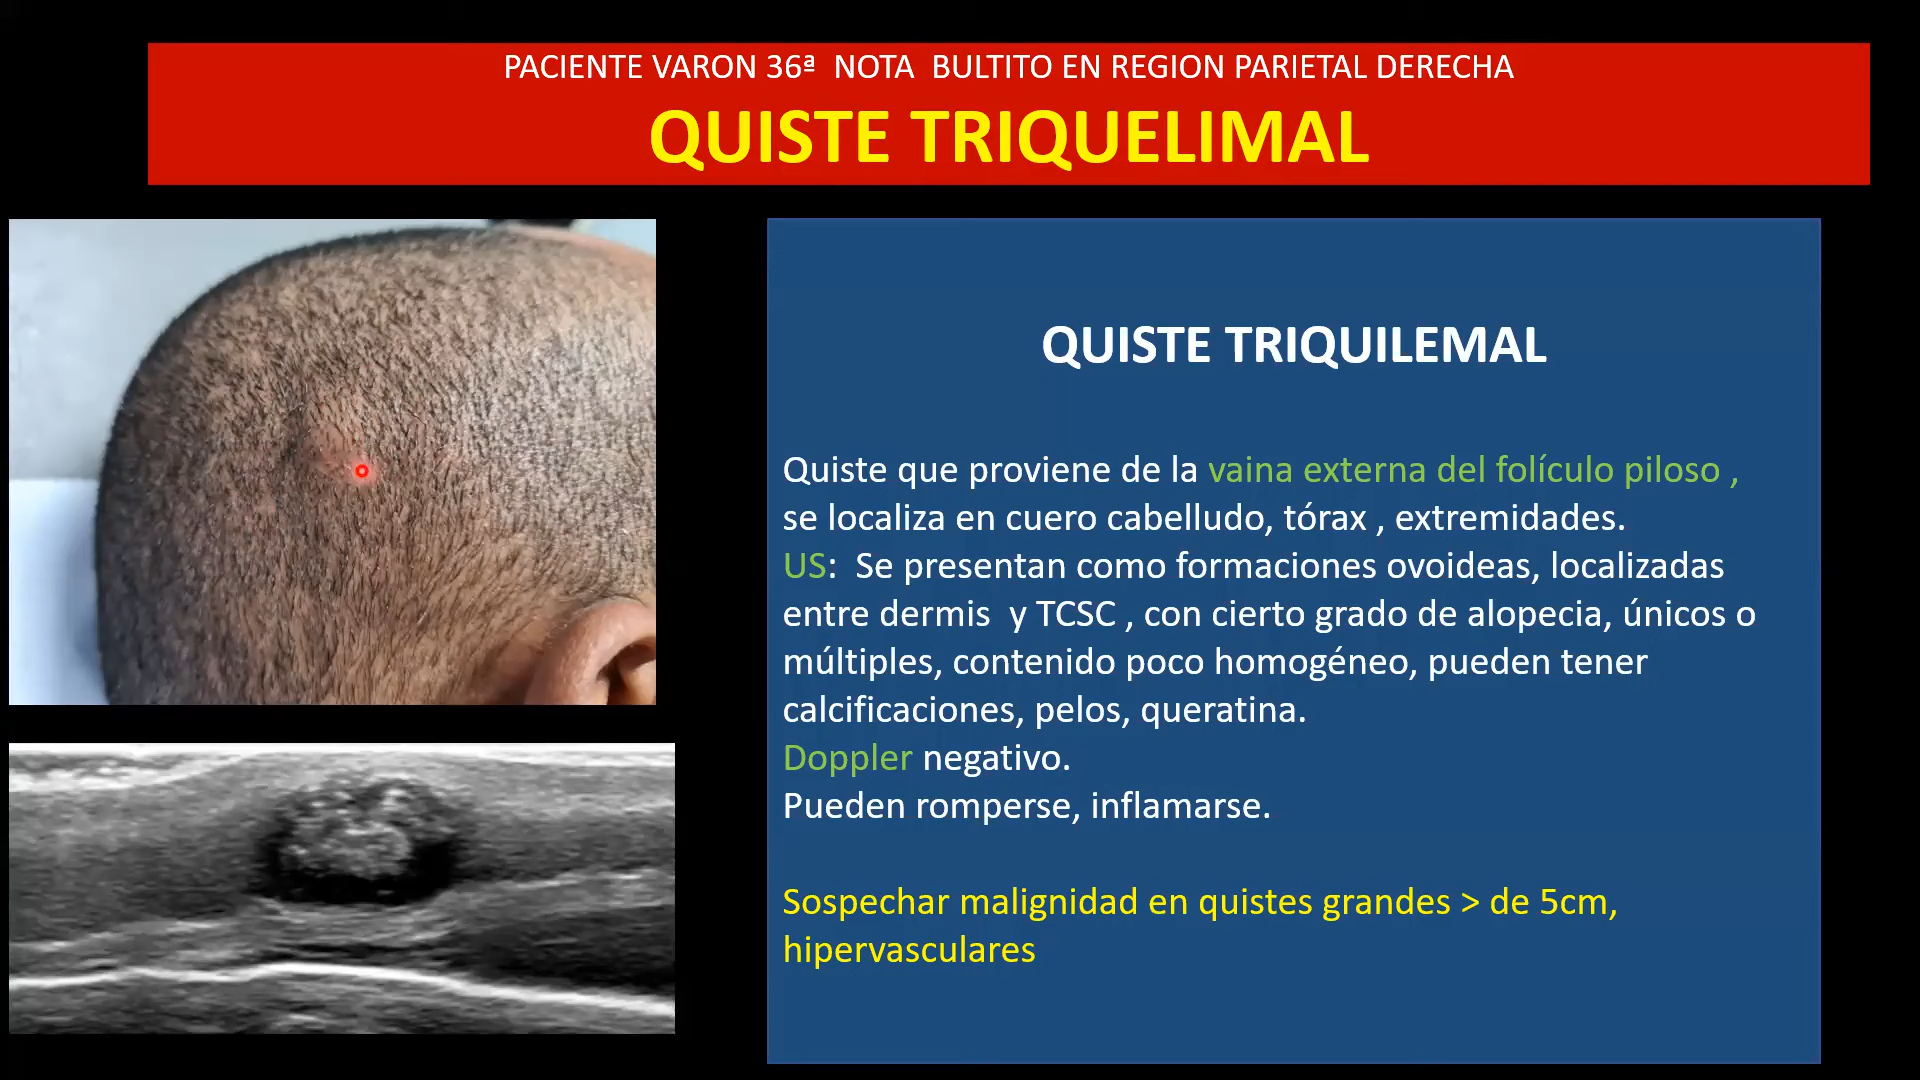 PACIENTE VARON 36ª NOTA BULTITO EN REGION PARIETAL DERECHA
QUISTE TRIQUELIMAL
QUISTE TRIQUILEMAL
Quiste que proviene de la vaina externa del folículo piloso ,
se localiza en cuero cabelludo, tórax , extremidades.
US: Se presentan como formaciones ovoideas, localizadas
entre dermis y TCSC , con cierto grado de alopecia, únicos o
múltiples, contenido poco homogéneo, pueden tener
calcificaciones, pelos, queratina.
Doppler negativo.
Pueden romperse, inflamarse.
Sospechar malignidad en quistes grandes > de 5cm,
hipervasculares